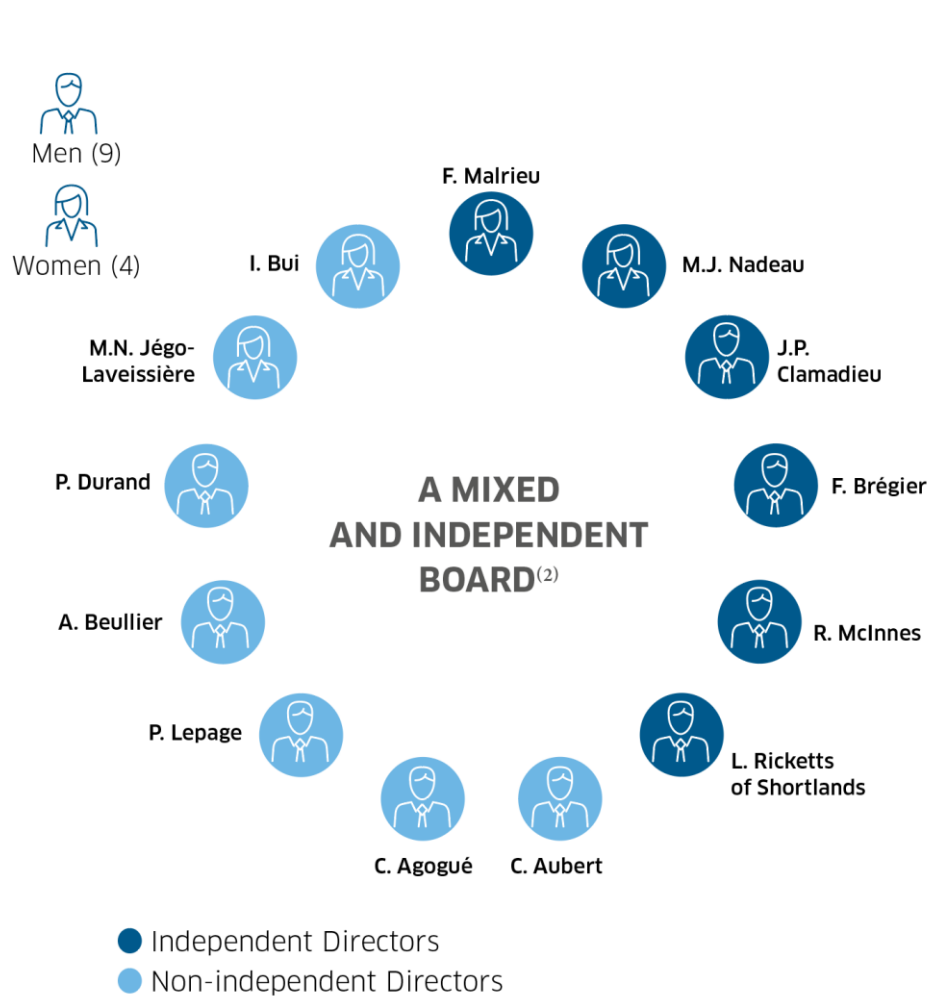 Men (9)
Women (4)
F. Malrieu
I. Bui
M.J. Nadeau
M.N. Jégo-
Laveissière
J.P.
Clamadieu
P. Durand
F. Brégier
A MIXED
AND INDEPENDENT
BOARD(2)
A. Beullier
R. McInnes
P. Lepage
L. Ricketts
of Shortlands
C. Agogué
C. Aubert
Independent Directors
Non-independent Directors